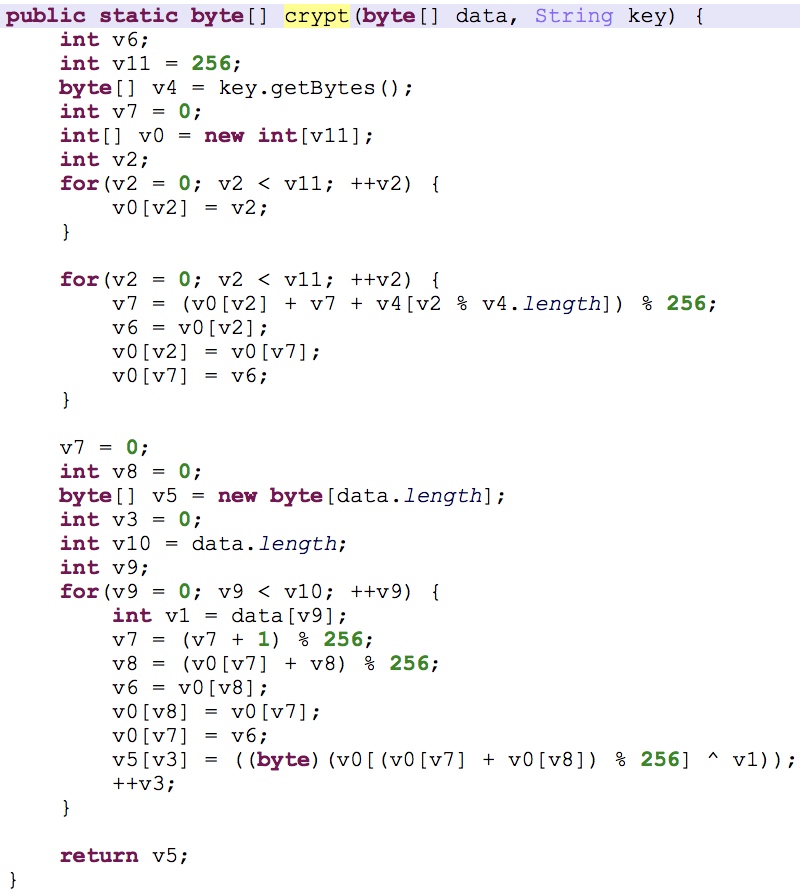 public static byte[] crypt(byte[] data, String key) {
    int v6;
    int v11 = 256;
    byte[] v4 = key.getBytes();
    int v7 = 0;
    int[] v0 = new int[v11];
    int v2;
    for(v2 = 0; v2 < v11; ++v2) {
        v0[v2] = v2;
    }

    for(v2 = 0; v2 < v11; ++v2) {
        v7 = (v0[v2] + v7 + v4[v2 % v4.length]) % 256;
        v6 = v0[v2];
        v0[v2] = v0[v7];
        v0[v7] = v6;
    }

    v7 = 0;
    int v8 = 0;
    byte[] v5 = new byte[data.length];
    int v3 = 0;
    int v10 = data.length;
    int v9;
    for(v9 = 0; v9 < v10; ++v9) {
        int v1 = data[v9];
        v7 = (v7 + 1) % 256;
        v8 = (v0[v7] + v8) % 256;
        v6 = v0[v8];
        v0[v8] = v0[v7];
        v0[v7] = v6;
        v5[v3] = ((byte)(v0[(v0[v7] + v0[v8]) % 256] ^ v1));
        ++v3;
    }

    return v5;
}